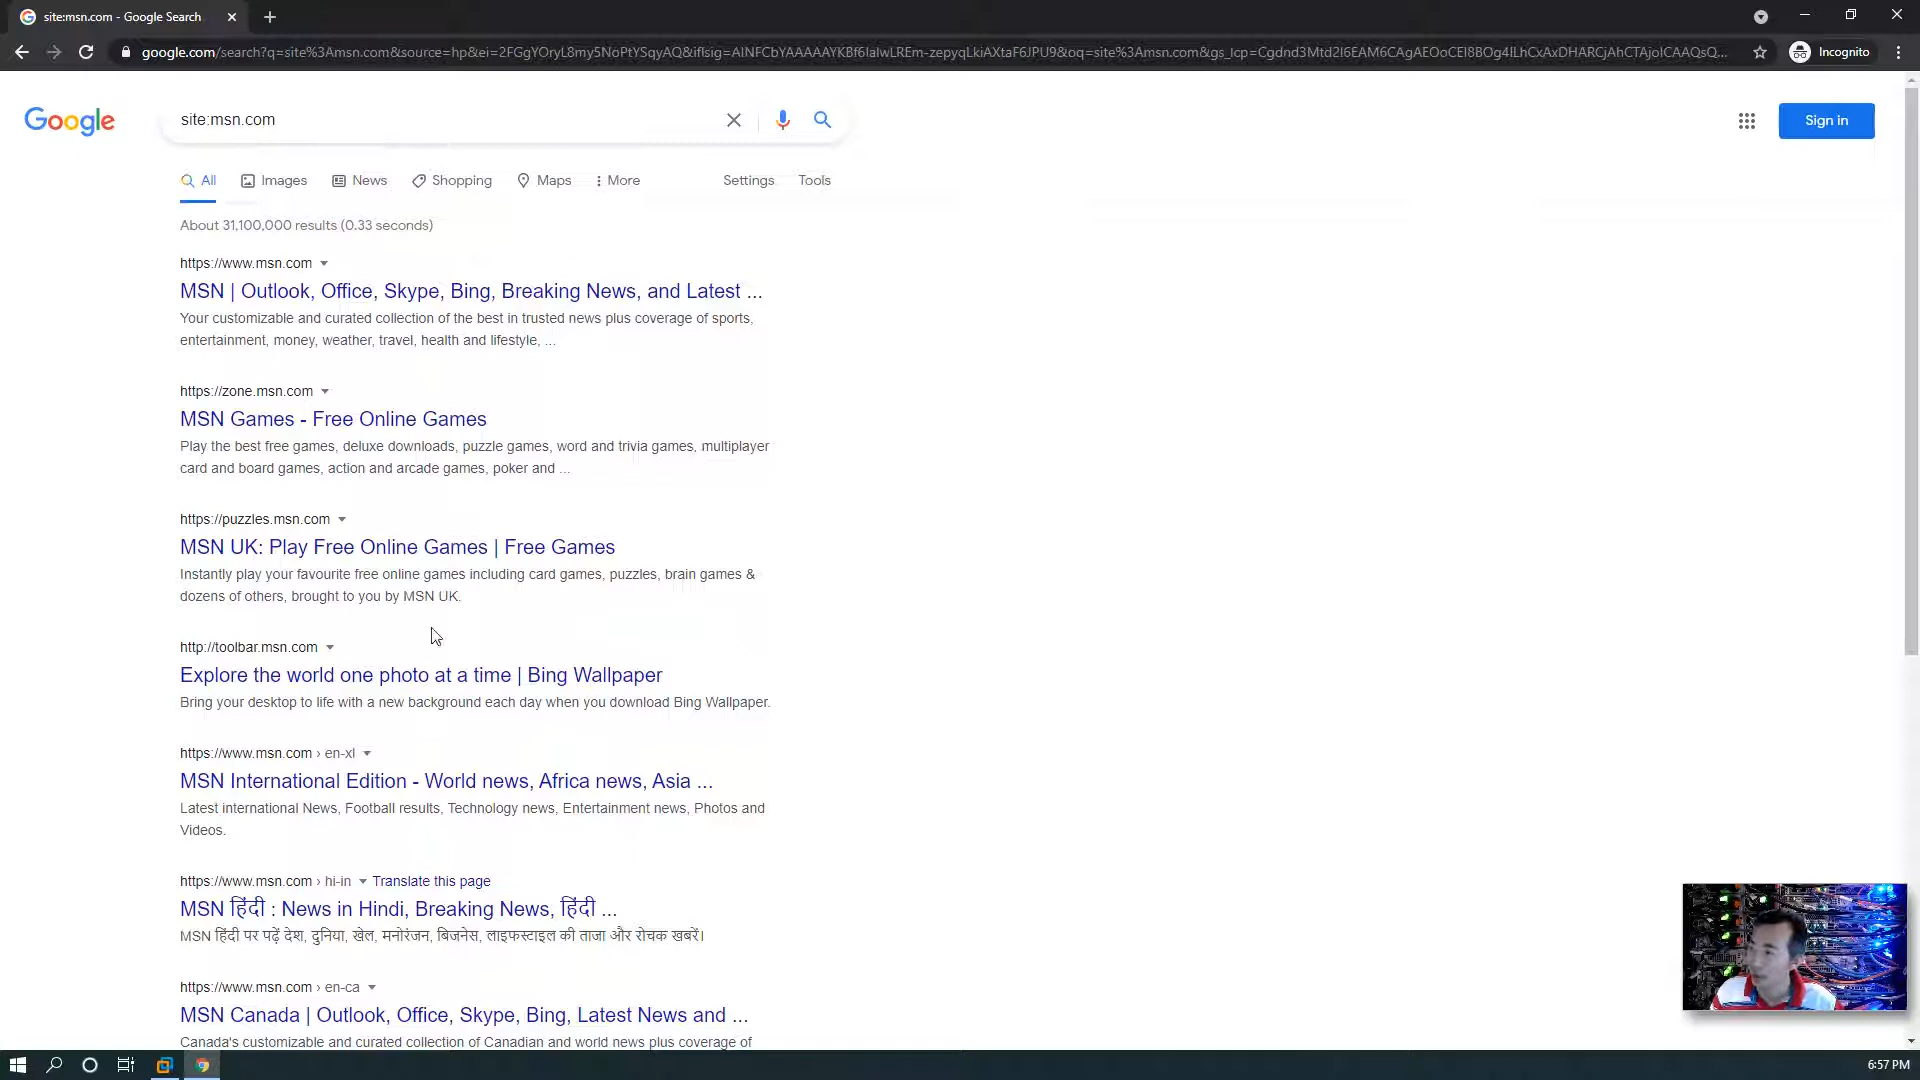 site:msn.com - Google Search
google.com/search?q=site%3Amsn.com&source=hp&ei=2FGgYOryL8my5NoPtYSqyAQ&iflsig=AINFCbYAAAAAYKBf6IaIwLREm-zepyqLkiAXtaF6JPU9&oq=site%3Amsn.com&gs_lcp=Cgdnd3Mtd2l6EAM6CAgAEOoCEI8BOg4ILhCxAxDHARCjAhCTAjoICAAQsQ...
Incognito
Google
site:msn.com
Sign in
All Images News Shopping Maps More Settings Tools
About 31,100,000 results (0.33 seconds)
https://www.msn.com
MSN | Outlook, Office, Skype, Bing, Breaking News, and Latest ...
Your customizable and curated collection of the best in trusted news plus coverage of sports,
entertainment, money, weather, travel, health and lifestyle, ...
https://zone.msn.com
MSN Games - Free Online Games
Play the best free games, deluxe downloads, puzzle games, word and trivia games, multiplayer
card and board games, action and arcade games, poker and ...
https://puzzles.msn.com
MSN UK: Play Free Online Games | Free Games
Instantly play your favourite free online games including card games, puzzles, brain games &
dozens of others, brought to you by MSN UK.
http://toolbar.msn.com
Explore the world one photo at a time | Bing Wallpaper
Bring your desktop to life with a new background each day when you download Bing Wallpaper.
https://www.msn.com › en-xl
MSN International Edition - World news, Africa news, Asia ...
Latest international News, Football results, Technology news, Entertainment news, Photos and
Videos.
https://www.msn.com › hi-in Translate this page
MSN हिंदी : News in Hindi, Breaking News, हिंदी ...
MSN हिंदी पर पढ़ें देश, दुनिया, खेल, मनोरंजन, बिजनेस, लाइफस्टाइल की ताजा और रोचक खबरें।
https://www.msn.com › en-ca
MSN Canada | Outlook, Office, Skype, Bing, Latest News and ...
Canada's customizable and curated collection of Canadian and world news plus coverage of
6:57 PM